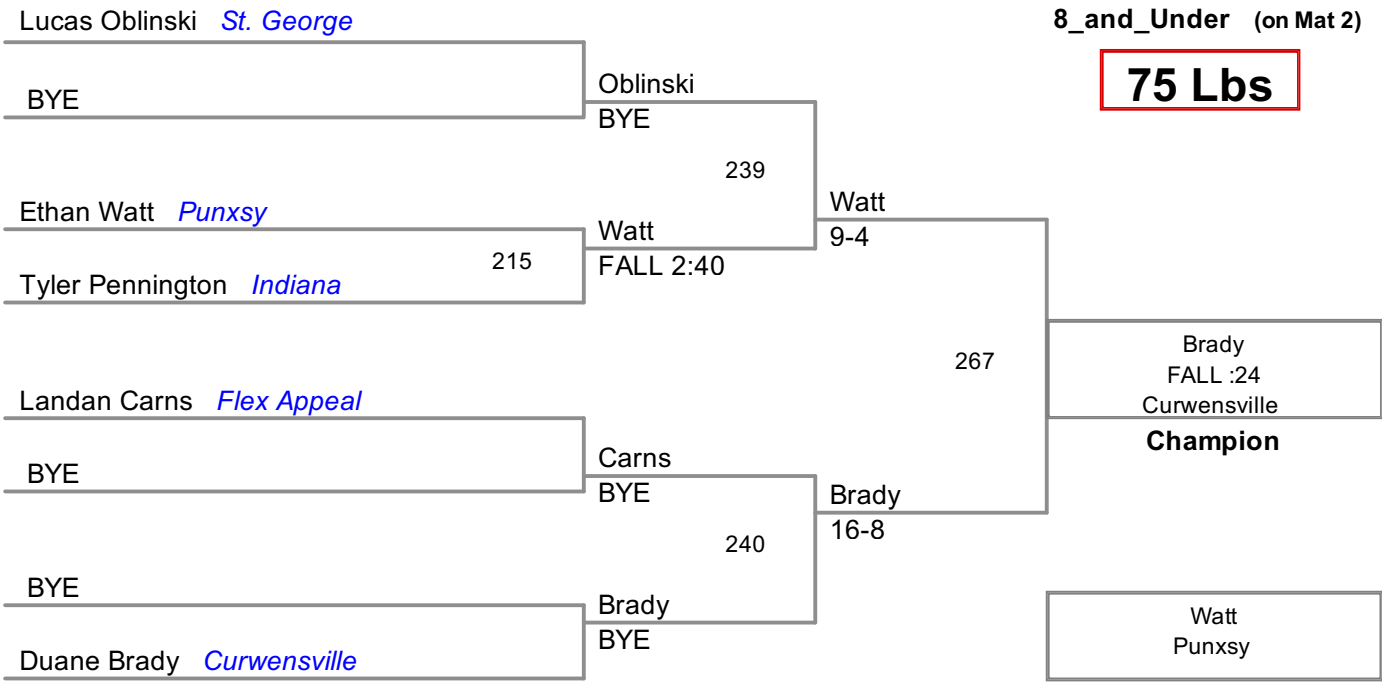 Lucas Oblinski St. George
8_and_Under (on Mat 2)
75 Lbs
BYE
Oblinski
BYE
239
Ethan Watt Punxsy
Watt
9-4
Watt
FALL 2:40
215
Tyler Pennington Indiana
267
Brady
FALL :24
Curwensville
Champion
Landan Carns Flex Appeal
Carns
BYE
BYE
Brady
16-8
240
BYE
Brady
BYE
Duane Brady Curwensville
Watt
Punxsy